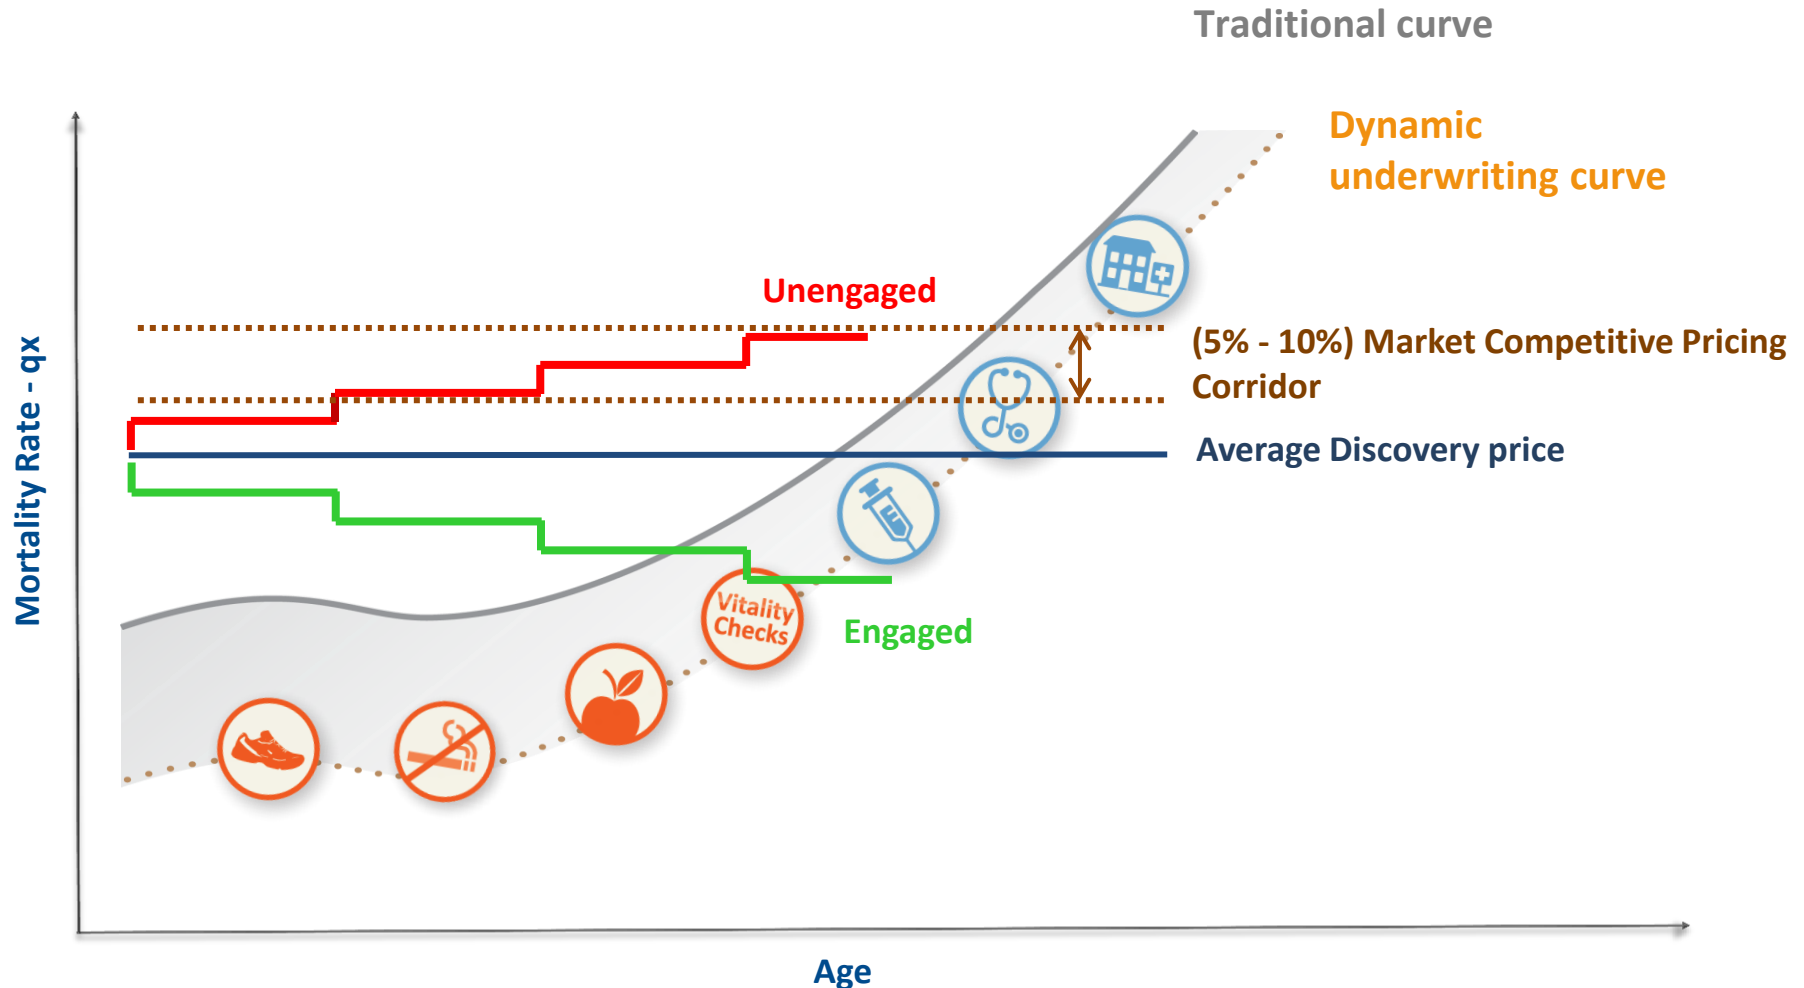 Traditional curve
Dynamic
underwriting curve
Unengaged
(5% - 10%) Market Competitive Pricing
Corridor
Average Discovery price
Mortality Rate - qx
Vitality
Checks
Engaged
Age